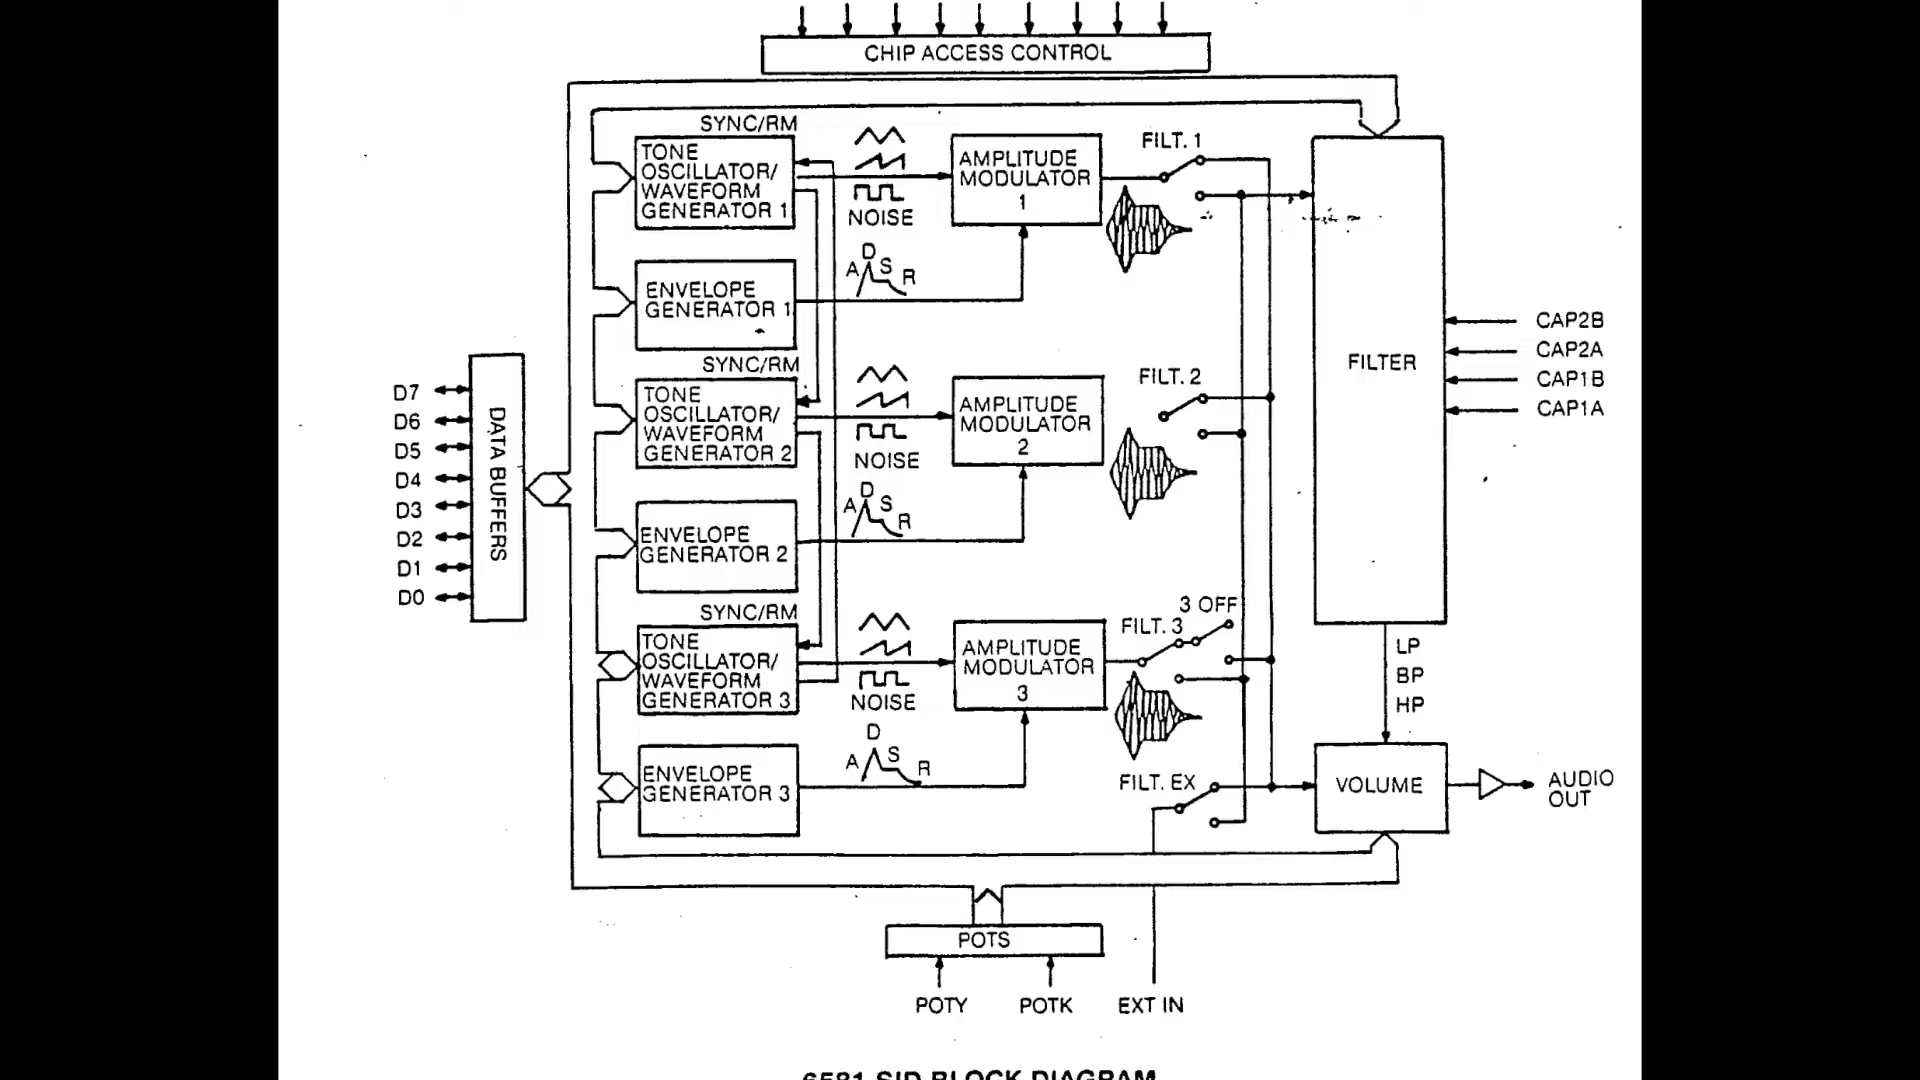 CHIP ACCESS CONTROL
SYNC/RM
TONE
OSCILLATOR/
WAVEFORM
GENERATOR 1
NOISE
AMPLITUDE
MODULATOR
1
FILT. 1
ENVELOPE
GENERATOR 1
A D S R
SYNC/RM
TONE
OSCILLATOR/
WAVEFORM
GENERATOR 2
NOISE
AMPLITUDE
MODULATOR
2
FILT. 2
ENVELOPE
GENERATOR 2
A D S R
SYNC/RM
TONE
OSCILLATOR/
WAVEFORM
GENERATOR 3
NOISE
AMPLITUDE
MODULATOR
3
3 OFF
FILT. 3
ENVELOPE
GENERATOR 3
A D S R
FILT. EX
D7
D6
D5
D4
D3
D2
D1
D0
DATA BUFFERS
FILTER
CAP2B
CAP2A
CAP1B
CAP1A
LP
BP
HP
VOLUME
AUDIO
OUT
POTS
POTY
POTK
EXT IN
6581 SID BLOCK DIAGRAM